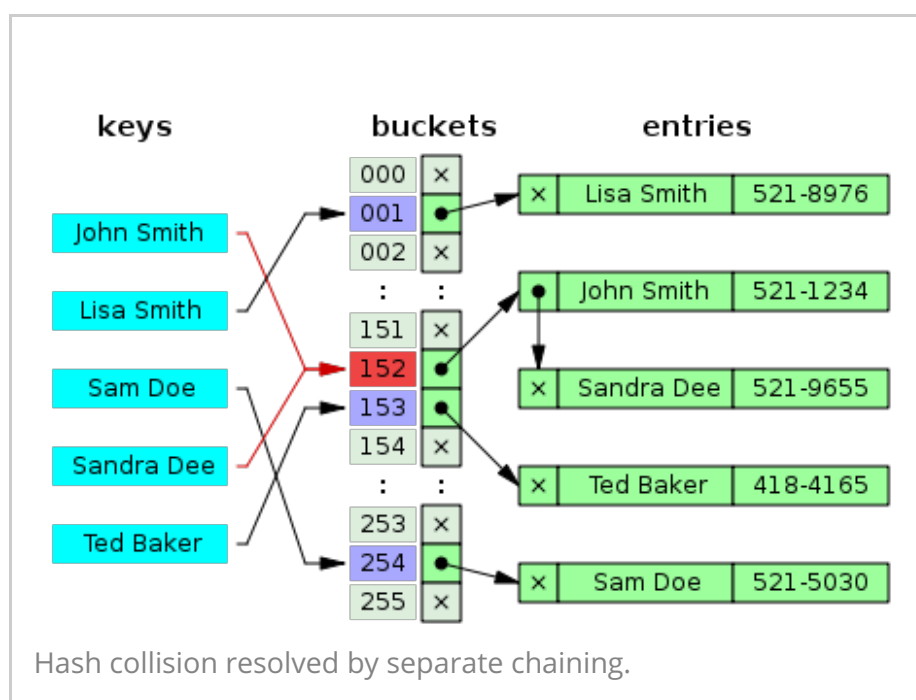 keys
buckets
entries
John Smith
Lisa Smith
Sam Doe
Sandra Dee
Ted Baker
000 ×
001
002 ×
: :
151 ×
152
153
154 ×
: :
253 ×
254
255 ×
× Lisa Smith 521-8976
John Smith 521-1234
× Sandra Dee 521-9655
× Ted Baker 418-4165
× Sam Doe 521-5030
Hash collision resolved by separate chaining.